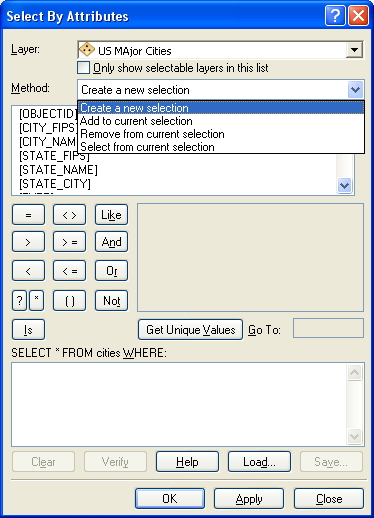 Select By Attributes
Layer: US MAjor Cities
Only show selectable layers in this list
Method: Create a new selection
Create a new selection
Add to current selection
Remove from current selection
Select from current selection
[OBJECTID]
[CITY_FIPS]
[CITY_NAM
[STATE_FIPS]
[STATE_NAME]
[STATE_CITY]
= < > Like
> > = And
< < = Or
? * ( ) Not
Is Get Unique Values Go To:
SELECT * FROM cities WHERE:
Clear Verify Help Load... Save...
OK Apply Close